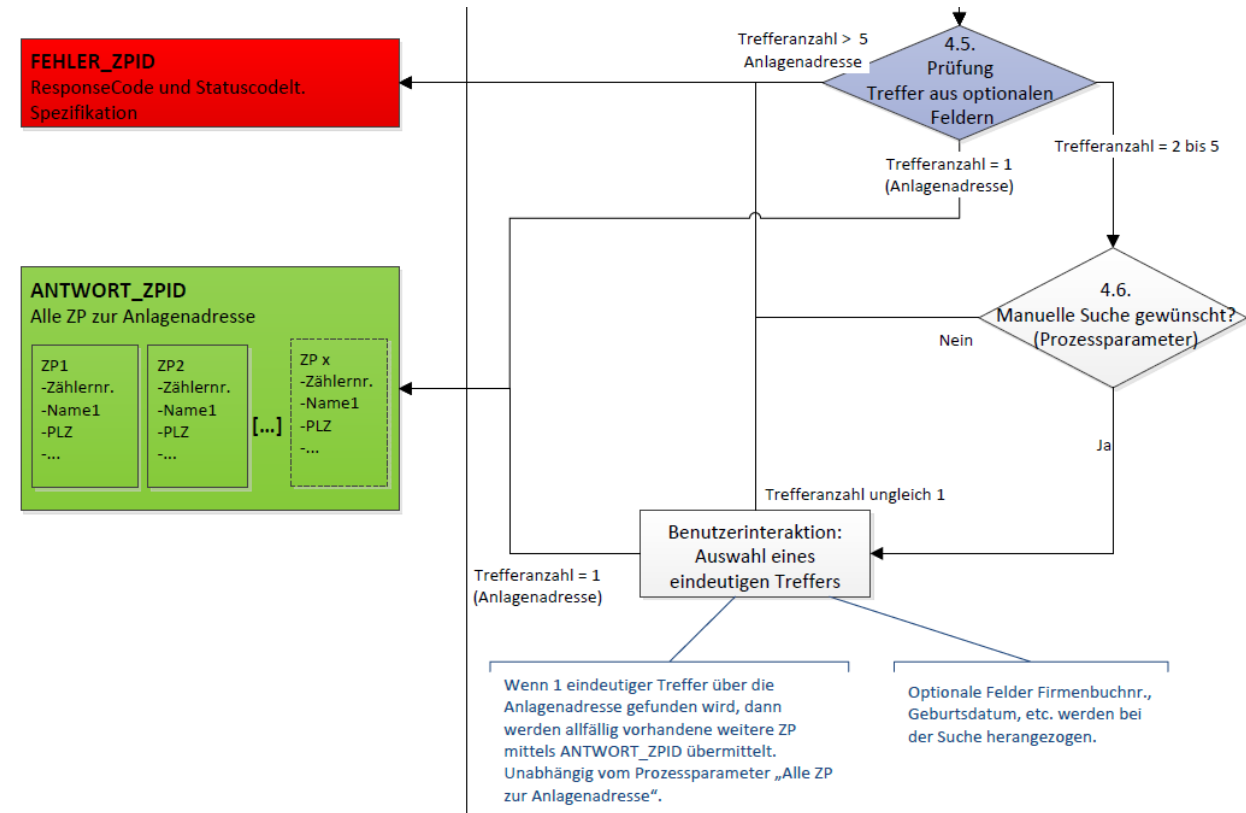 Trefferanzahl > 5
Anlagenadresse
4.5.
Prüfung
Treffer aus optionalen
Feldern
FEHLER_ZPID
ResponseCode und Statuscodelt.
Spezifikation
Trefferanzahl = 2 bis 5
Trefferanzahl = 1
(Anlagenadresse)
ANTWORT_ZPID
Alle ZP zur Anlagenadresse
ZP1
-Zählernr.
-Name1
-PLZ
-...
ZP2
-Zählernr.
-Name1
-PLZ
-...
[...]
ZP x
-Zählernr.
-Name1
-PLZ
-...
4.6.
Manuelle Suche gewünscht?
(Prozessparameter)
Nein
Ja
Trefferanzahl ungleich 1
Benutzerinteraktion:
Auswahl eines
eindeutigen Treffers
Trefferanzahl = 1
(Anlagenadresse)
Wenn 1 eindeutiger Treffer über die
Anlagenadresse gefunden wird, dann
werden allfällig vorhandene weitere ZP
mittels ANTWORT_ZPID übermittelt.
Unabhängig vom Prozessparameter „Alle ZP
zur Anlagenadresse“.
Optionale Felder Firmenbuchnr.,
Geburtsdatum, etc. werden bei
der Suche herangezogen.